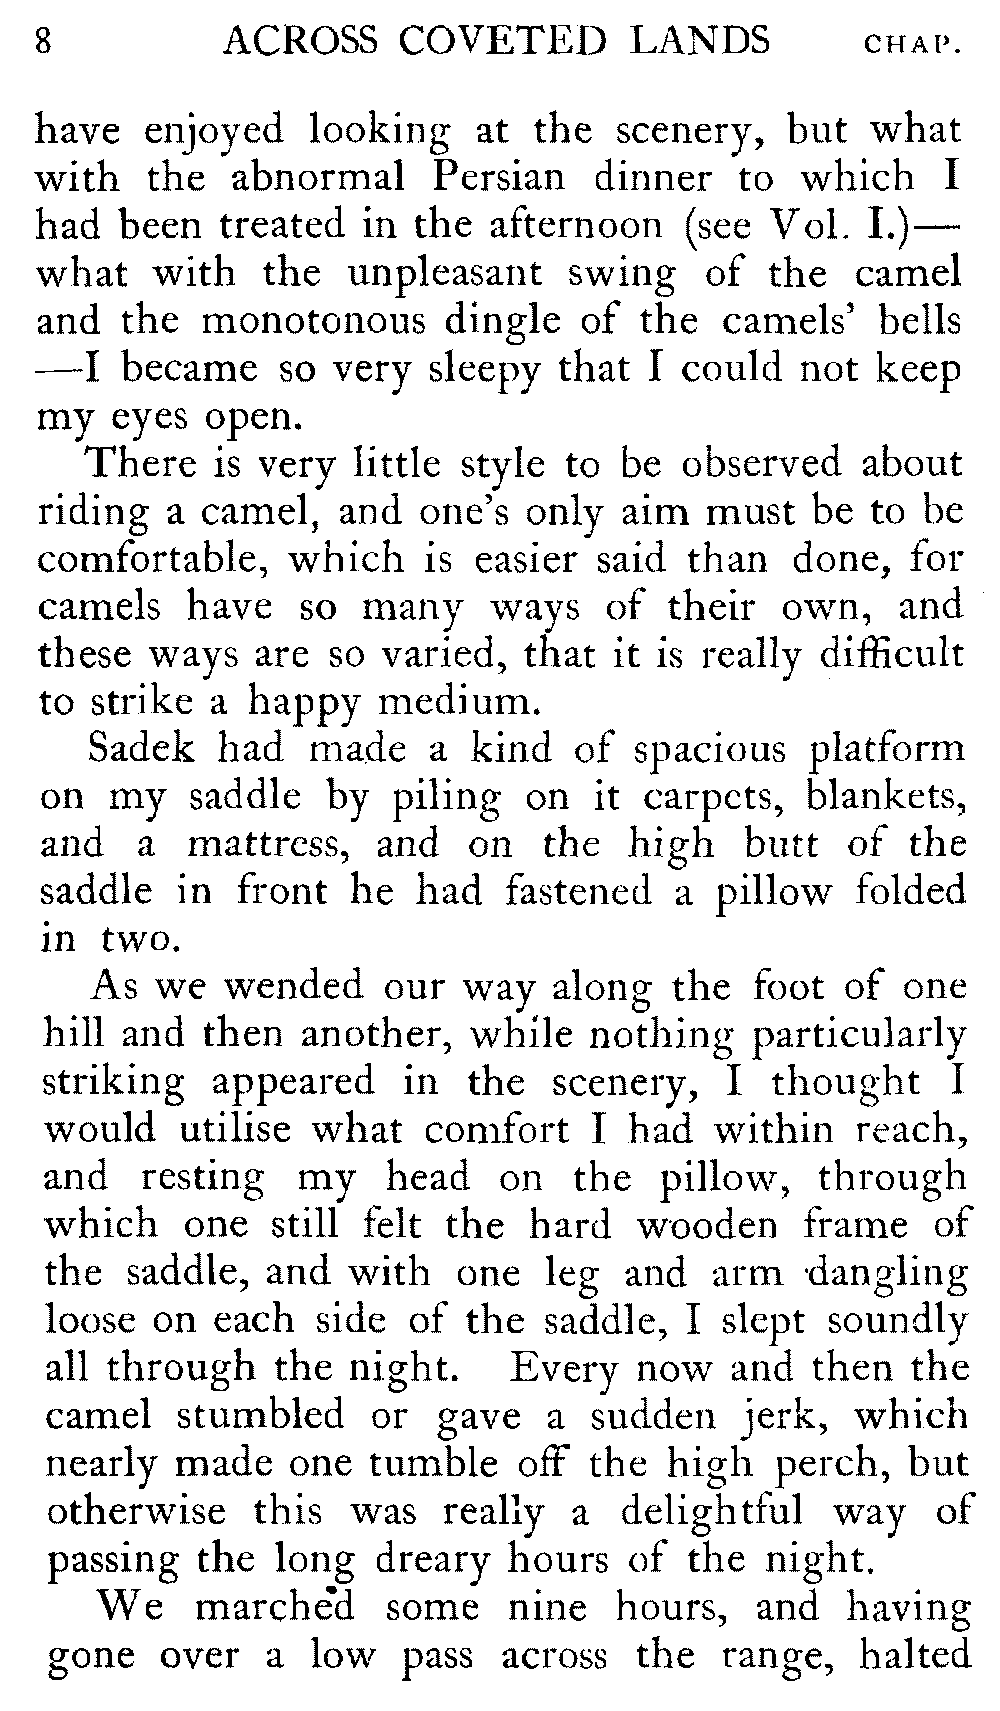 8 ACROSS COVETED LANDS CHAP.
have enjoyed looking at the scenery, but what
with the abnormal Persian dinner to which I
had been treated in the afternoon (see Vol. I.)—
what with the unpleasant swing of the camel
and the monotonous dingle of the camels' bells
—I became so very sleepy that I could not keep
my eyes open.
There is very little style to be observed about
riding a camel, and one's only aim must be to be
comfortable, which is easier said than done, for
camels have so many ways of their own, and
these ways are so varied, that it is really difficult
to strike a happy medium.
Sadek had made a kind of spacious platform
on my saddle by piling on it carpets, blankets,
and a mattress, and on the high butt of the
saddle in front he had fastened a pillow folded
in two.
As we wended our way along the foot of one
hill and then another, while nothing particularly
striking appeared in the scenery, I thought I
would utilise what comfort I had within reach,
and resting my head on the pillow, through
which one still felt the hard wooden frame of
the saddle, and with one leg and arm dangling
loose on each side of the saddle, I slept soundly
all through the night. Every now and then the
camel stumbled or gave a sudden jerk, which
nearly made one tumble off the high perch, but
otherwise this was really a delightful way of
passing the long dreary hours of the night.
We marched some nine hours, and having
gone over a low pass across the range, halted